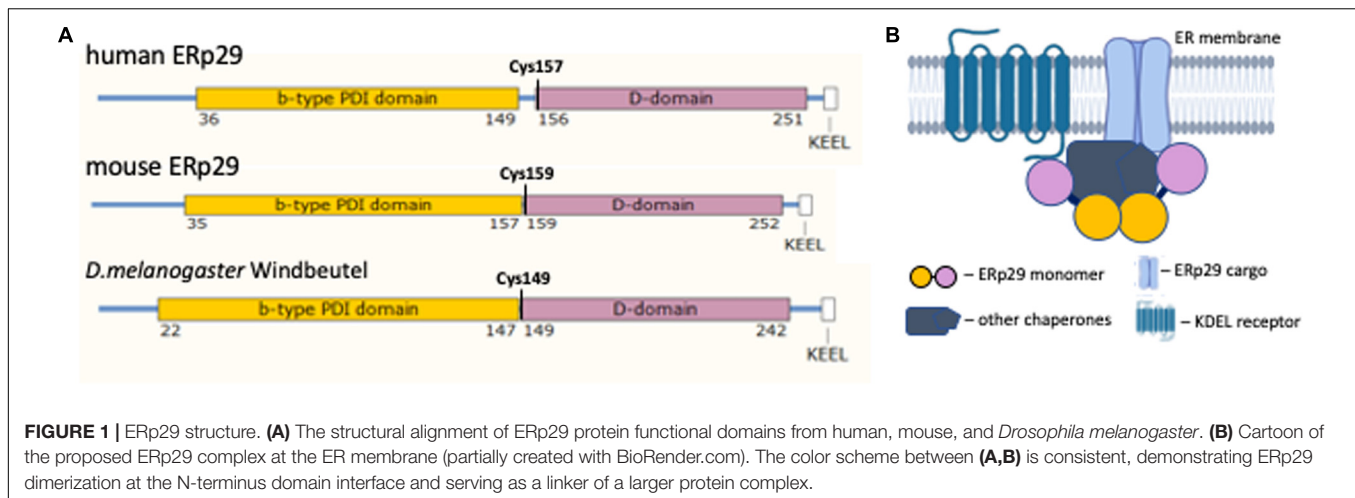 A
human ERp29
Cys157
b-type PDI domain
D-domain
36
149
156
251
KEEL
mouse ERp29
Cys159
b-type PDI domain
D-domain
35
157
159
252
KEEL
D.melanogaster Windbeutel
Cys149
b-type PDI domain
D-domain
22
147
149
242
KEEL
B
ER membrane
– ERp29 monomer
– ERp29 cargo
– other chaperones
– KDEL receptor
FIGURE 1 | ERp29 structure. (A) The structural alignment of ERp29 protein functional domains from human, mouse, and Drosophila melanogaster. (B) Cartoon of
the proposed ERp29 complex at the ER membrane (partially created with BioRender.com). The color scheme between (A,B) is consistent, demonstrating ERp29
dimerization at the N-terminus domain interface and serving as a linker of a larger protein complex.